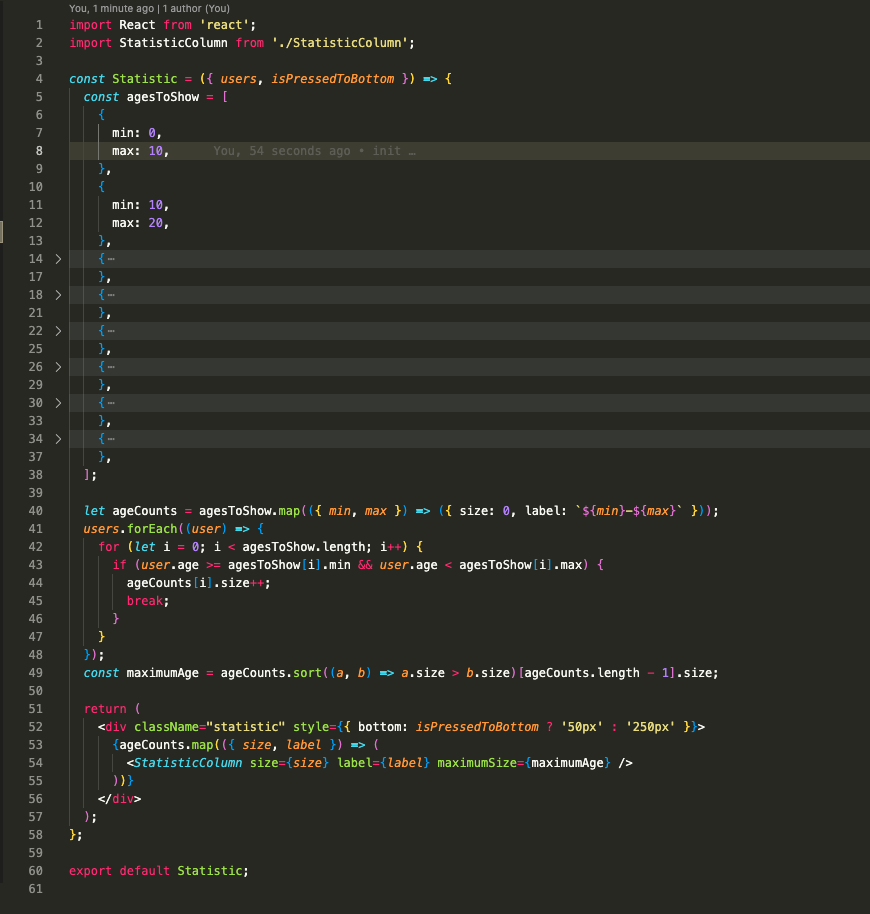 You, 1 minute ago | 1 author (You)
1 import React from 'react';
2 import StatisticColumn from './StatisticColumn';
3
4 const Statistic = ({ users, isPressedToBottom }) => {
5 const agesToShow = [
6 {
7 min: 0,
8 max: 10, You, 54 seconds ago • init …
9 },
10 {
11 min: 10,
12 max: 20,
13 },
14 {…
17 },
18 {…
21 },
22 {…
25 },
26 {…
29 },
30 {…
33 },
34 {…
37 },
38 ];
39
40 let ageCounts = agesToShow.map(({ min, max }) => ({ size: 0, label: `${min}-${max}` }));
41 users.forEach((user) => {
42 for (let i = 0; i < agesToShow.length; i++) {
43 if (user.age >= agesToShow[i].min && user.age < agesToShow[i].max) {
44 ageCounts[i].size++;
45 break;
46 }
47 }
48 });
49 const maximumAge = ageCounts.sort((a, b) => a.size > b.size)[ageCounts.length - 1].size;
50
51 return (
52 <div className="statistic" style={{ bottom: isPressedToBottom ? '50px' : '250px' }}>
53 {ageCounts.map(({ size, label }) => (
54 <StatisticColumn size={size} label={label} maximumSize={maximumAge} />
55 ))}
56 </div>
57 );
58 };
59
60 export default Statistic;
61